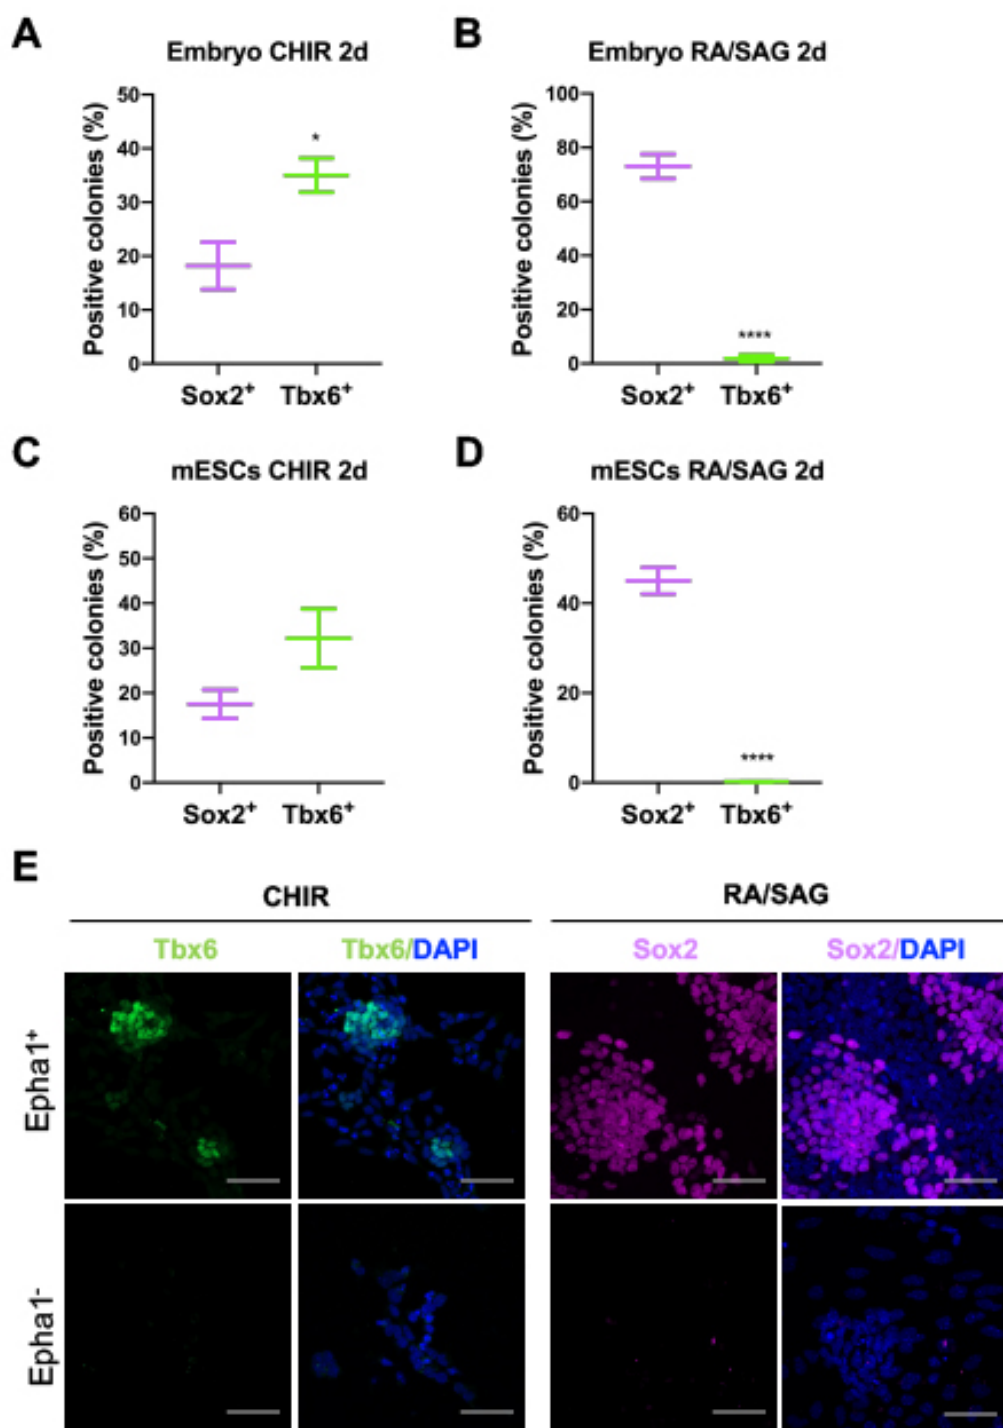 A
Embryo CHIR 2d
Positive colonies (%)
50
40
30
20
10
0
*
Sox2⁺ Tbx6⁺
B
Embryo RA/SAG 2d
Positive colonies (%)
100
80
60
40
20
0
****
Sox2⁺ Tbx6⁺
C
mESCs CHIR 2d
Positive colonies (%)
60
50
40
30
20
10
0
Sox2⁺ Tbx6⁺
D
mESCs RA/SAG 2d
Positive colonies (%)
60
40
20
0
****
Sox2⁺ Tbx6⁺
E
CHIR
RA/SAG
Tbx6
Tbx6/DAPI
Sox2
Sox2/DAPI
Epha1⁺
Epha1⁻